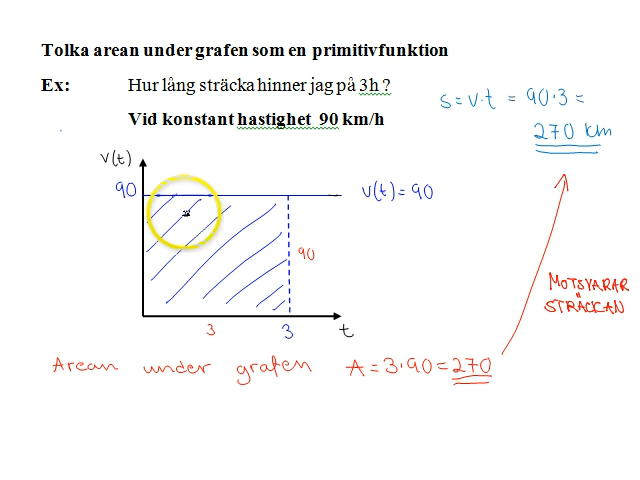 Tolka arean under grafen som en primitivfunktion
Ex: Hur lång sträcka hinner jag på 3h ?
Vid konstant hastighet 90 km/h
s = v·t = 90·3 =
270 km
v(t)
90
v(t) = 90
90
MOTSVARAR
STRÄCKAN
3
3
t
Arean under grafen A = 3·90 = 270